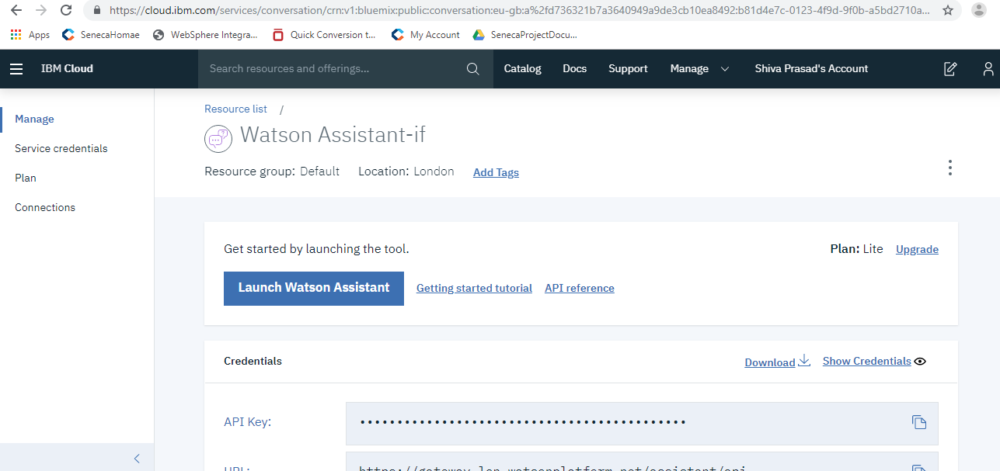 https://cloud.ibm.com/services/conversation/crn:v1:bluemix:public:conversation:eu-gb:a%2fd736321b7a3640949a9de3cb10ea8492:b81d4e7c-0123-4f9d-9f0b-a5bd2710a...
Apps SenecaHomae WebSphere Integra... Quick Conversion t... My Account SenecaProjectDocu...
IBM Cloud Search resources and offerings... Catalog Docs Support Manage Shiva Prasad's Account
Resource list /
Manage
Watson Assistant-if
Service credentials
Resource group: Default Location: London Add Tags
Plan
Connections
Get started by launching the tool. Plan: Lite Upgrade
Launch Watson Assistant Getting started tutorial API reference
Credentials Download Show Credentials
API Key: ••••••••••••••••••••••••••••••••••••••••••••
URL: https://gateway-lon.watsonplatform.net/assistant/api